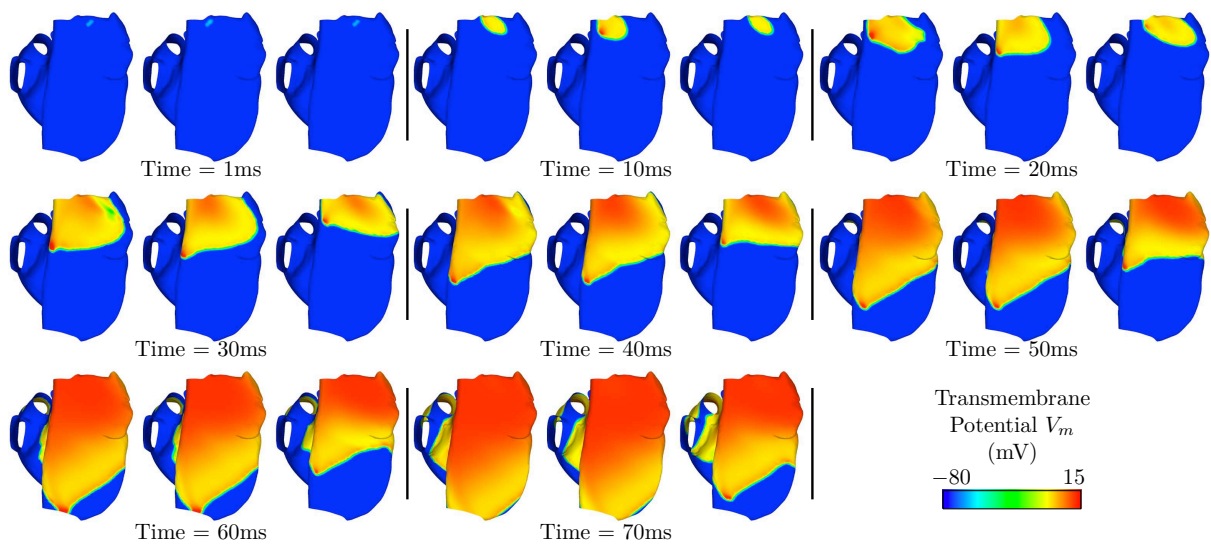 Time = 1ms
Time = 10ms
Time = 20ms
Time = 30ms
Time = 40ms
Time = 50ms
Time = 60ms
Time = 70ms
Transmembrane
Potential V_m
(mV)
−80 15